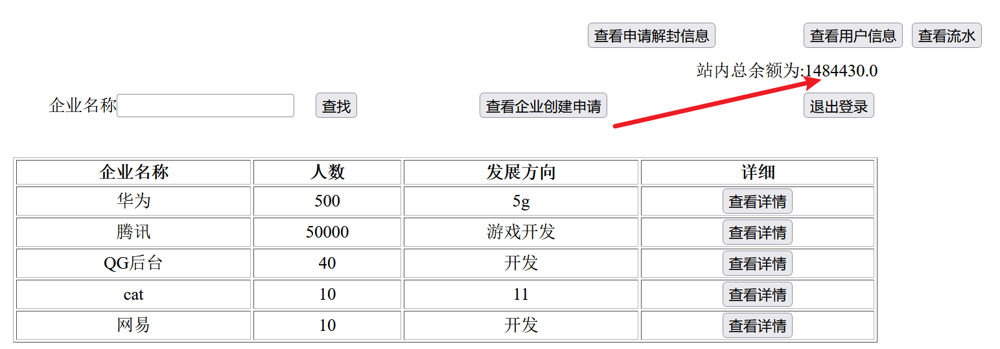 查看申请解封信息 查看用户信息 查看流水
站内总余额为:1484430.0
企业名称 查找 查看企业创建申请 退出登录
企业名称 人数 发展方向 详细
华为 500 5g 查看详情
腾讯 50000 游戏开发 查看详情
QG后台 40 开发 查看详情
cat 10 11 查看详情
网易 10 开发 查看详情